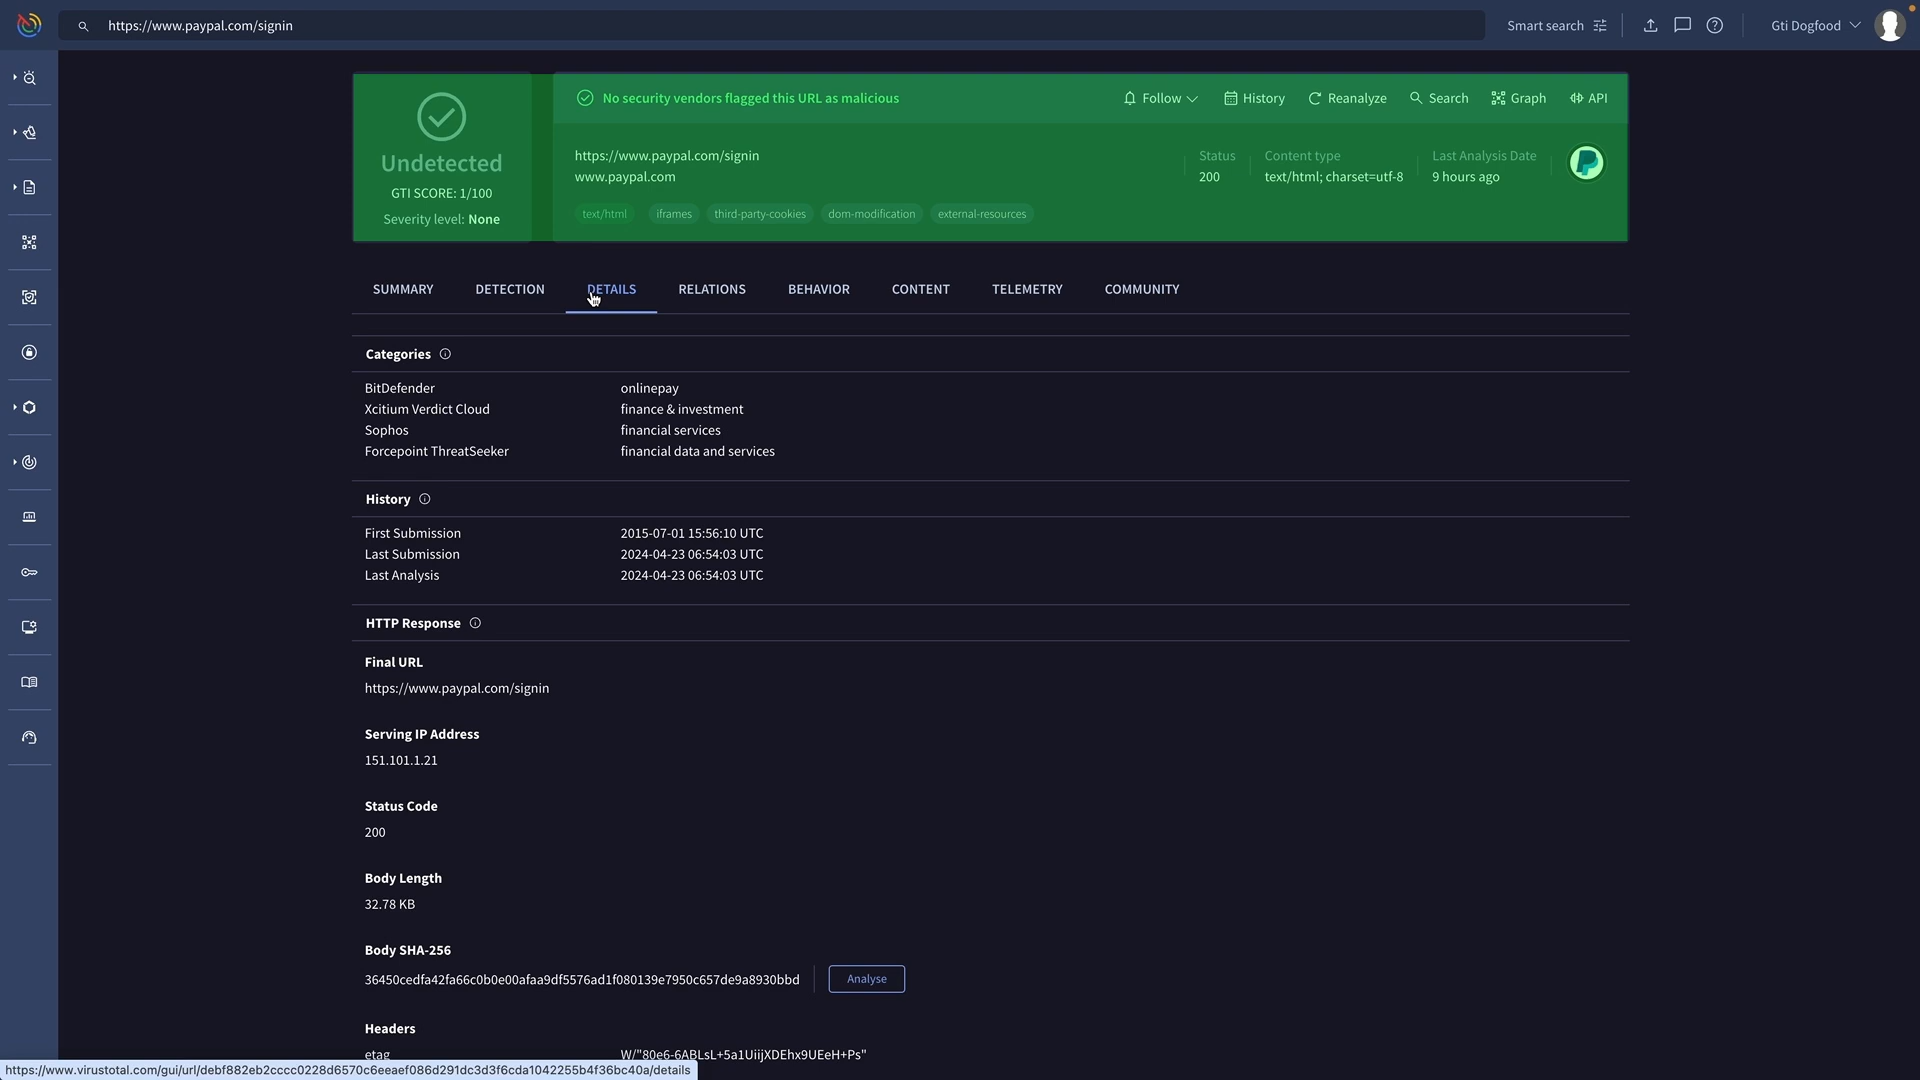 https://www.paypal.com/signin
Smart search
Gti Dogfood
Undetected
GTI SCORE: 1/100
Severity level: None
No security vendors flagged this URL as malicious
Follow
History
Reanalyze
Search
Graph
API
https://www.paypal.com/signin
www.paypal.com
Status
200
Content type
text/html; charset=utf-8
Last Analysis Date
9 hours ago
text/html
iframes
third-party-cookies
dom-modification
external-resources
SUMMARY
DETECTION
DETAILS
RELATIONS
BEHAVIOR
CONTENT
TELEMETRY
COMMUNITY
Categories
BitDefender onlinepay
Xcitium Verdict Cloud finance & investment
Sophos financial services
Forcepoint ThreatSeeker financial data and services
History
First Submission 2015-07-01 15:56:10 UTC
Last Submission 2024-04-23 06:54:03 UTC
Last Analysis 2024-04-23 06:54:03 UTC
HTTP Response
Final URL
https://www.paypal.com/signin
Serving IP Address
151.101.1.21
Status Code
200
Body Length
32.78 KB
Body SHA-256
36450cedfa42fa66c0b0e00afaa9df5576ad1f080139e7950c657de9a8930bbd
Analyse
Headers
etag W/"80e6-6ABLsL+5a1UiijXDEhx9UEeH+Ps"
https://www.virustotal.com/gui/url/debf882eb2cccc0228d6570c6eeaef086d291dc3d3f6cda1042255b4f36bc40a/details